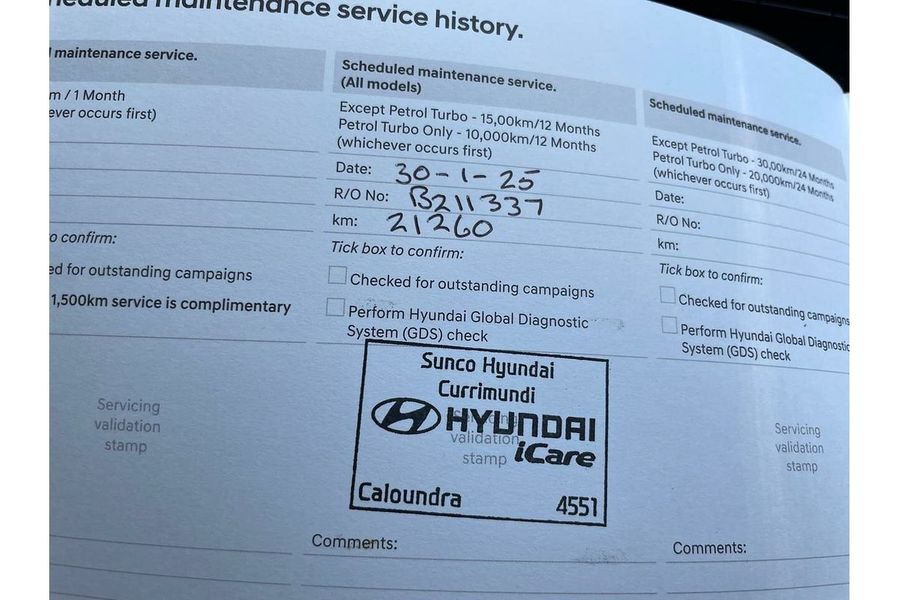 heduled maintenance service history.
l maintenance service.
m / 1 Month
ever occurs first)
o confirm:
ed for outstanding campaigns
1,500km service is complimentary
Servicing
validation
stamp
Scheduled maintenance service.
(All models)
Except Petrol Turbo - 15,00km/12 Months
Petrol Turbo Only - 10,000km/12 Months
(whichever occurs first)
Date: 30-1-25
R/O No: B211337
km: 21260
Tick box to confirm:
Checked for outstanding campaigns
Perform Hyundai Global Diagnostic
System (GDS) check
Sunco Hyundai
Currimundi
HYUNDAI
iCare
Servicing
validation
stamp
Caloundra 4551
Comments:
Scheduled maintenance service.
Except Petrol Turbo - 30,00km/24 Months
Petrol Turbo Only - 20,000km/24 Months
(whichever occurs first)
Date:
R/O No:
km:
Tick box to confirm:
Checked for outstanding campaigns
Perform Hyundai Global Diagnostic
System (GDS) check
Servicing
validation
stamp
Comments: